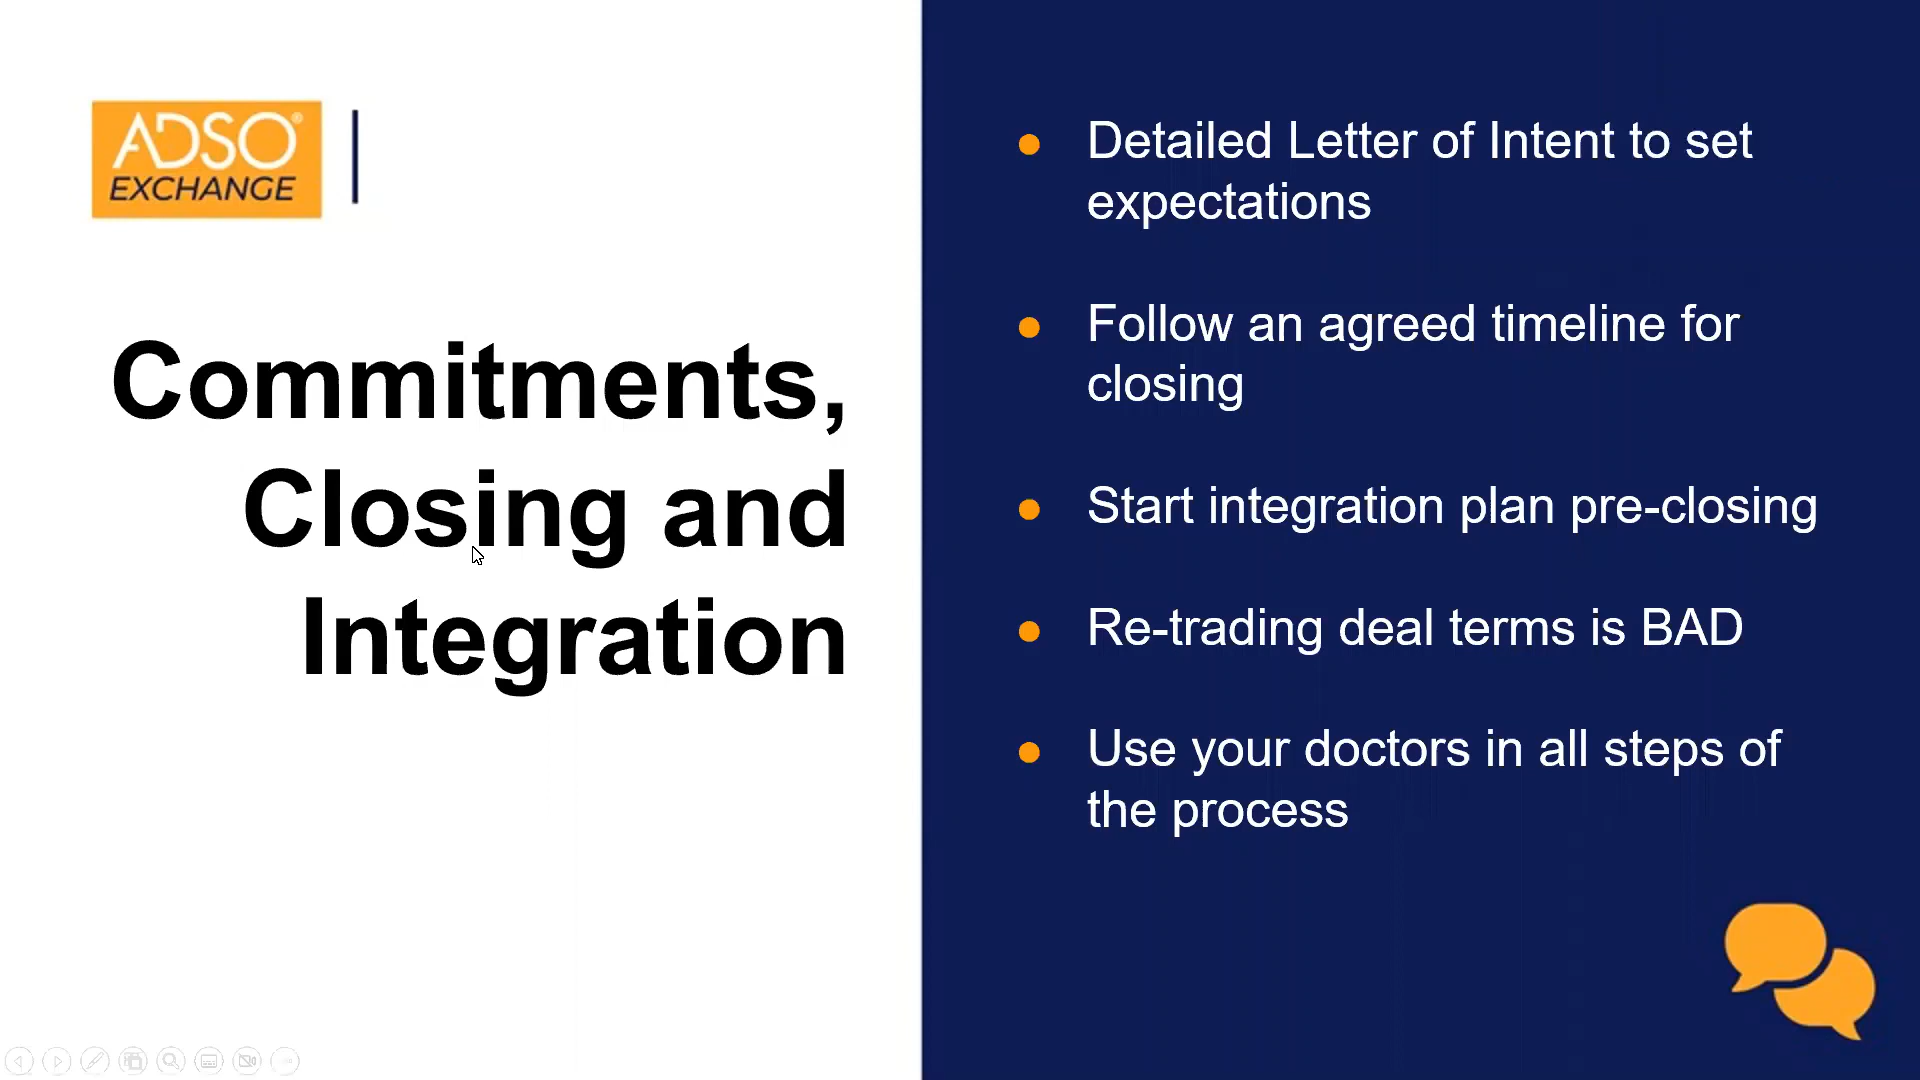 ADSO®
EXCHANGE
Commitments,
Closing and
Integration
• Detailed Letter of Intent to set
expectations
• Follow an agreed timeline for
closing
• Start integration plan pre-closing
• Re-trading deal terms is BAD
• Use your doctors in all steps of
the process